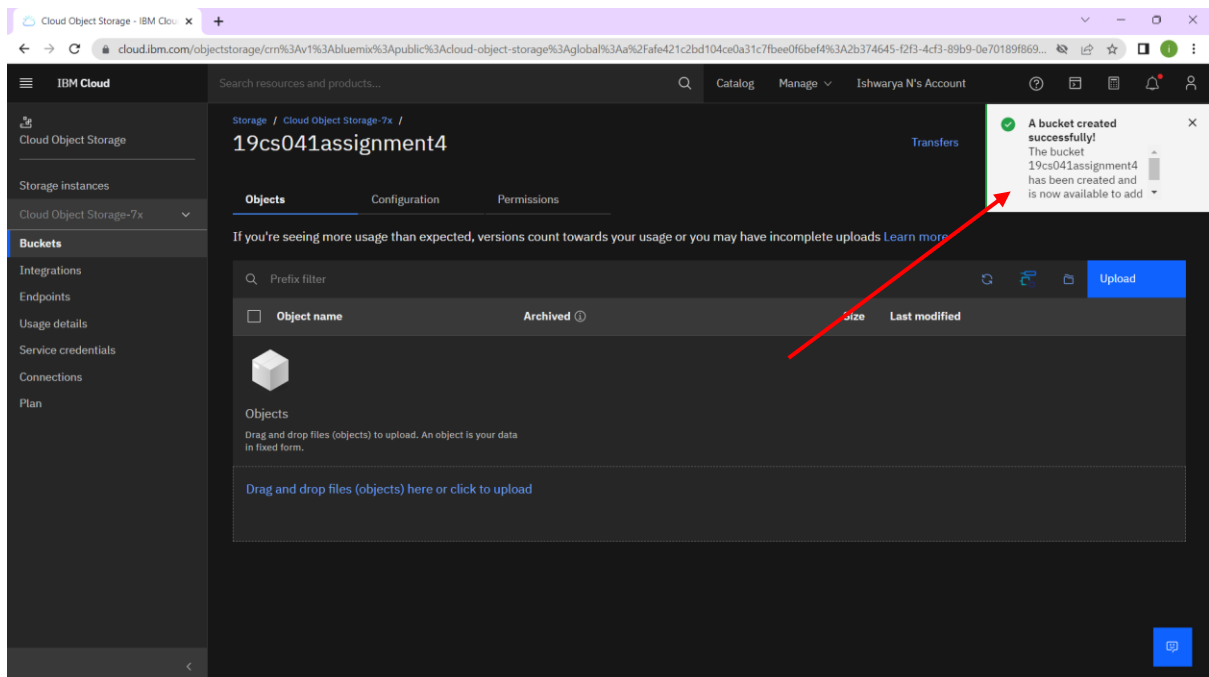 Cloud Object Storage - IBM Clou
cloud.ibm.com/objectstorage/crn%3Av1%3Abluemix%3Apublic%3Acloud-object-storage%3Aglobal%3Aa%2Fafe421c2bd104ce0a31c7fbee0f6bef4%3A2b374645-f2f3-4cf3-89b9-0e70189f869...
IBM Cloud
Search resources and products...
Catalog
Manage
Ishwarya N's Account
Cloud Object Storage
Storage instances
Cloud Object Storage-7x
Buckets
Integrations
Endpoints
Usage details
Service credentials
Connections
Plan
Storage / Cloud Object Storage-7x /
19cs041assignment4
Transfers
A bucket created
successfully!
The bucket
19cs041assignment4
has been created and
is now available to add
Objects
Configuration
Permissions
If you're seeing more usage than expected, versions count towards your usage or you may have incomplete uploads Learn more
Prefix filter
Upload
Object name
Archived
Size
Last modified
Objects
Drag and drop files (objects) to upload. An object is your data
in fixed form.
Drag and drop files (objects) here or click to upload